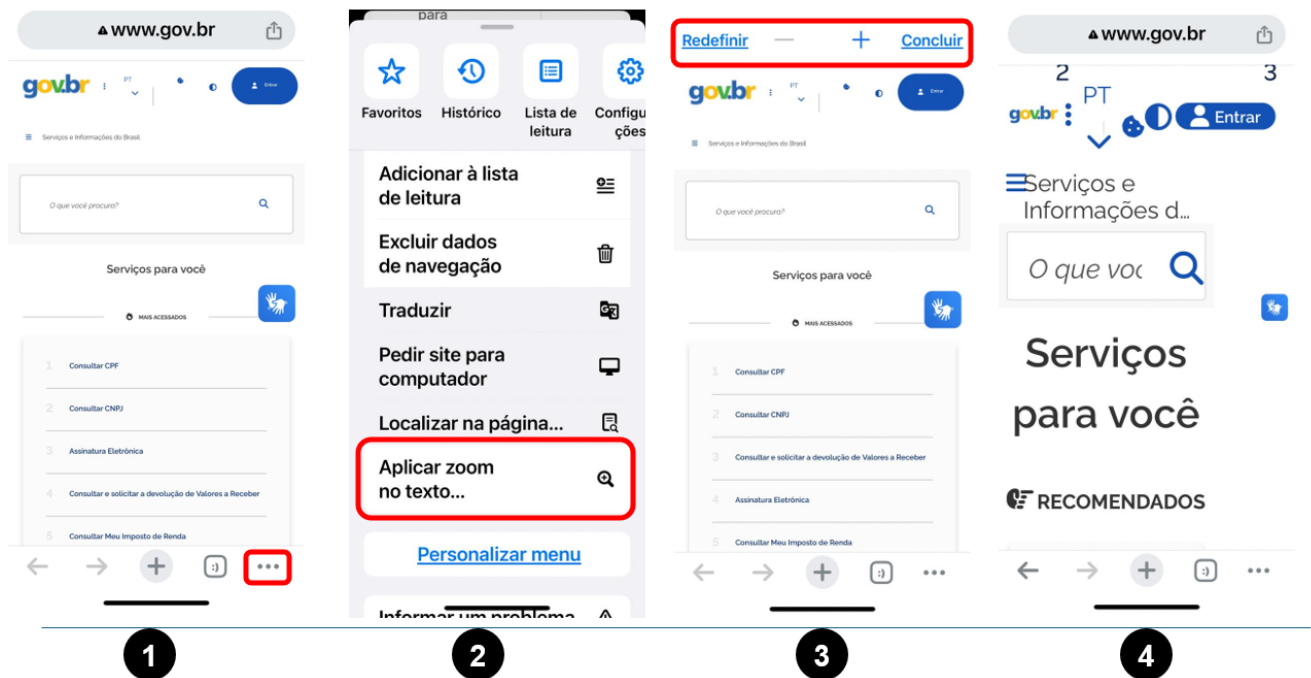 www.gov.br
gov.br
PT
Entrar
Serviços e Informações do Brasil
O que você procura?
Serviços para você
MAIS ACESSADOS
1 Consultar CPF
2 Consultar CNPJ
3 Assinatura Eletrônica
4 Consultar e solicitar a devolução de Valores a Receber
5 Consultar Meu Imposto de Renda
:)
1
para
Favoritos
Histórico
Lista de
leitura
Configu
ções
Adicionar à lista
de leitura
Excluir dados
de navegação
Traduzir
Pedir site para
computador
Localizar na página...
Aplicar zoom
no texto...
Personalizar menu
Informar um problema
2
Redefinir
Concluir
gov.br
PT
Entrar
Serviços e Informações do Brasil
O que você procura?
Serviços para você
MAIS ACESSADOS
1 Consultar CPF
2 Consultar CNPJ
3 Consultar e solicitar a devolução de Valores a Receber
4 Assinatura Eletrônica
5 Consultar Meu Imposto de Renda
:)
3
www.gov.br
2 3
gov.br
PT
Entrar
Serviços e
Informações d...
O que voc
Serviços
para você
RECOMENDADOS
:)
4